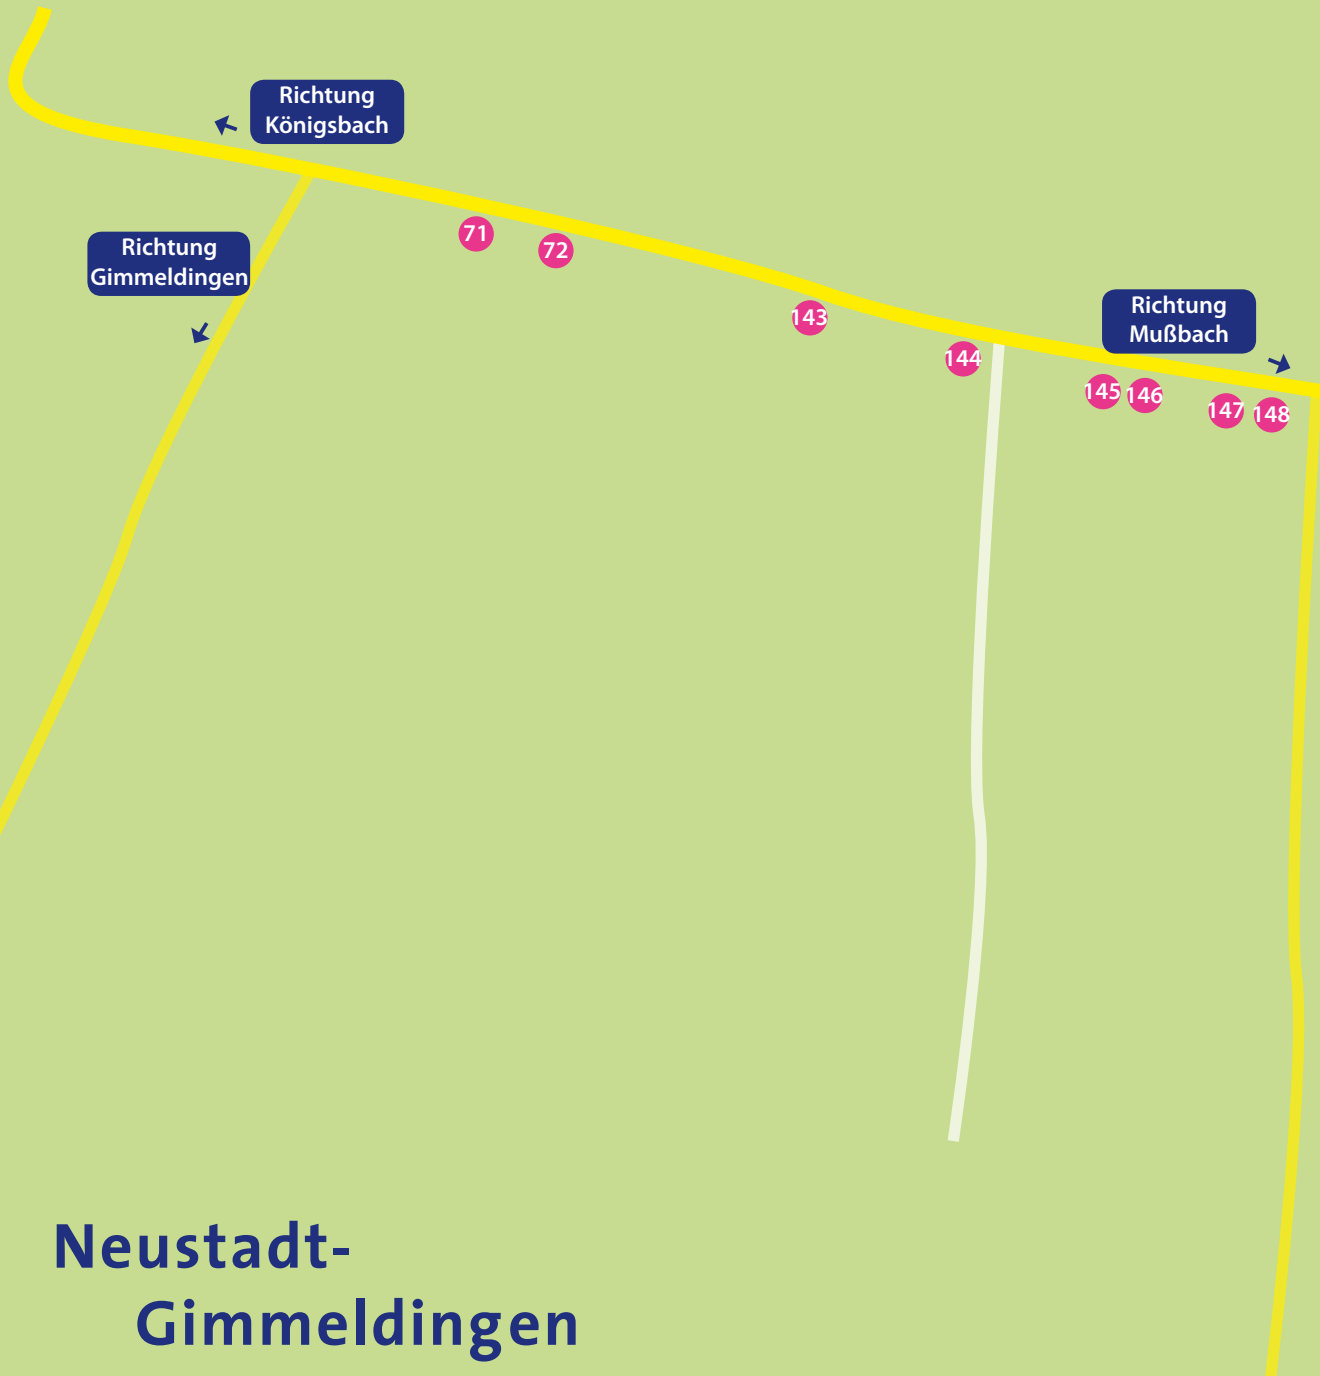 Richtung
Königsbach
Richtung
Gimmeldingen
71
72
143
144
Richtung
Mußbach
145
146
147
148
Neustadt-
Gimmeldingen